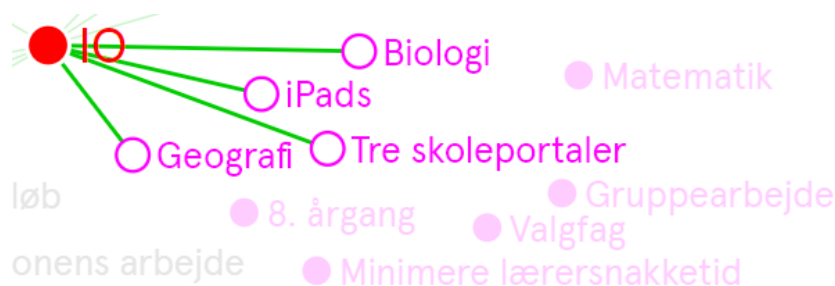 IO
Biologi
Matematik
iPads
Geografi
Tre skoleportaler
løb
8. årgang
Gruppearbejde
Valgfag
onens arbejde
Minimere lærersnakketid